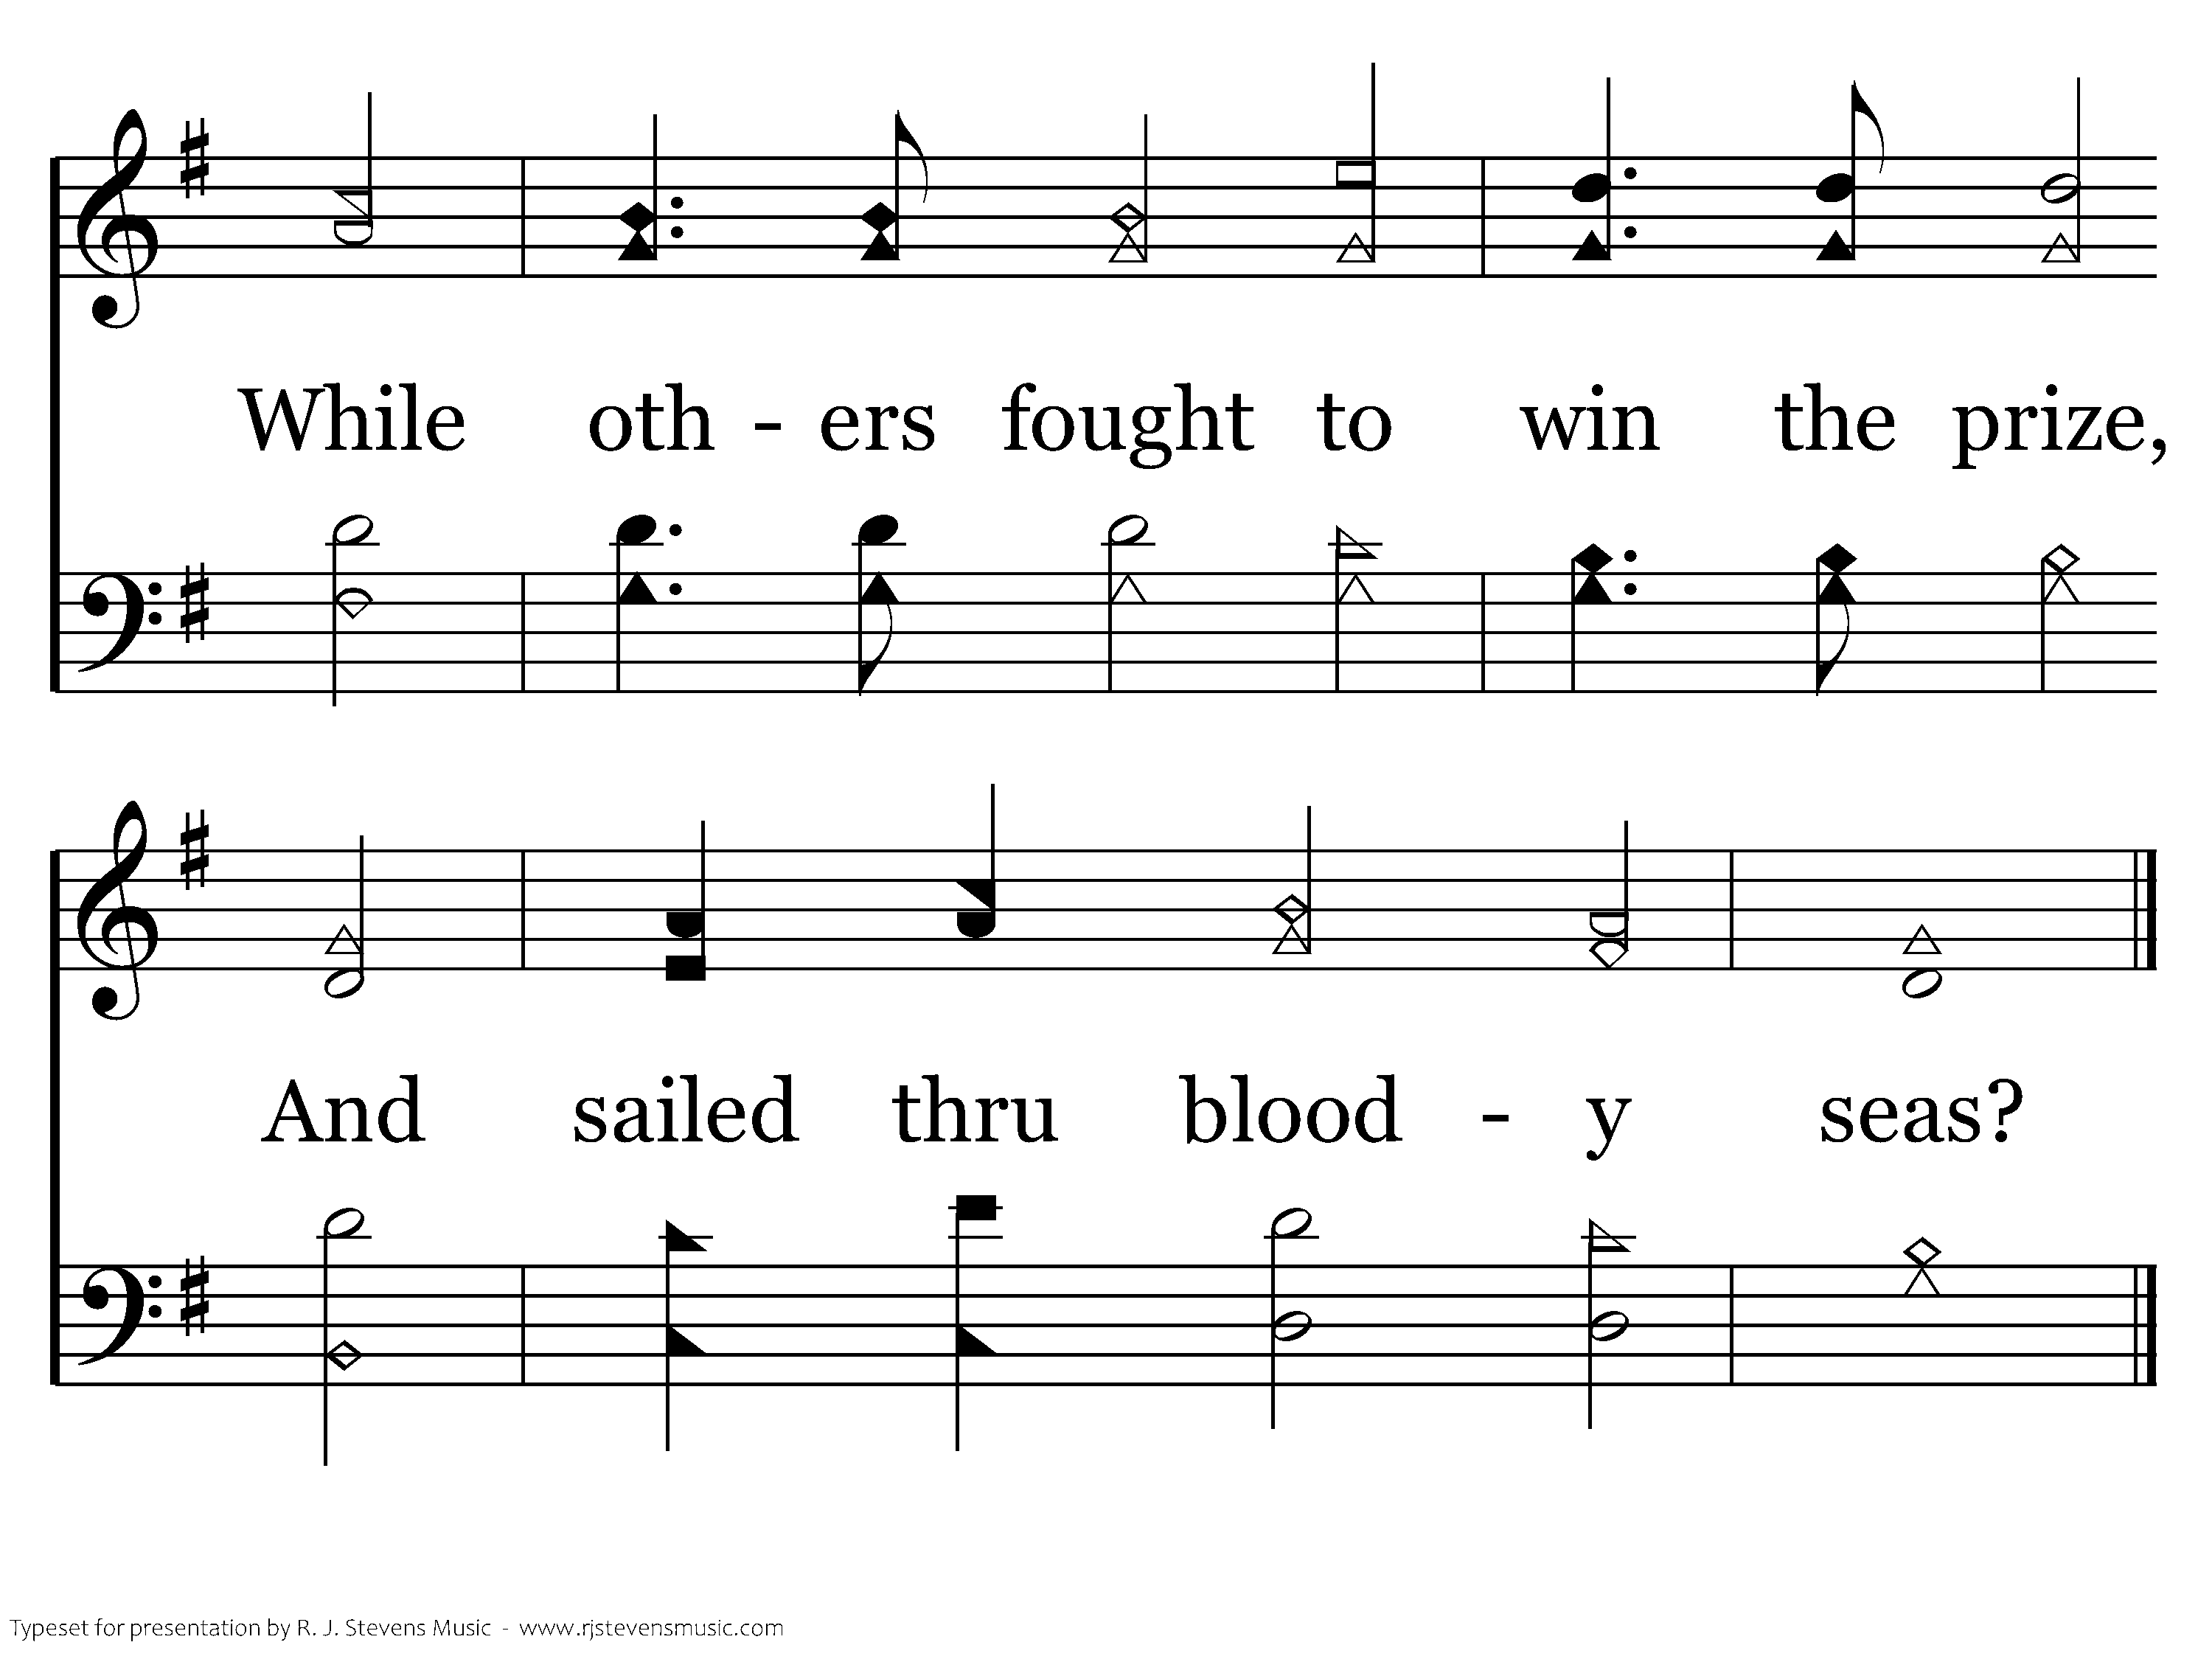 While oth - ers fought to win the prize,
And sailed thru blood - y seas?
Typeset for presentation by R. J. Stevens Music - www.rjstevensmusic.com